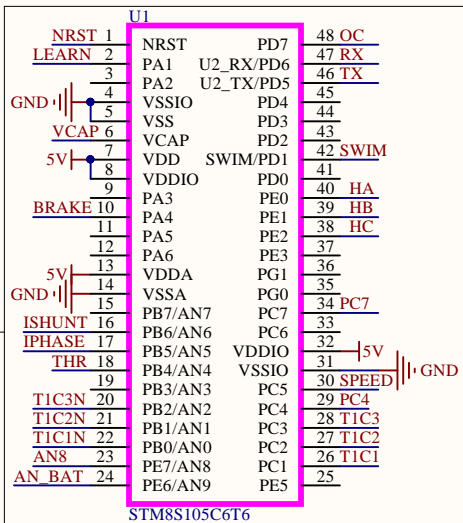 U1
NRST 1 NRST PD7 48 OC
LEARN 2 PA1 U2_RX/PD6 47 RX
3 PA2 U2_TX/PD5 46 TX
GND 4 VSSIO PD4 45
5 VSS PD3 44
VCAP 6 VCAP PD2 43
5V 7 VDD SWIM/PD1 42 SWIM
8 VDDIO PD0 41
9 PA3 PE0 40 HA
BRAKE 10 PA4 PE1 39 HB
11 PA5 PE2 38 HC
12 PA6 PE3 37
5V 13 VDDA PG1 36
GND 14 VSSA PG0 35
15 PB7/AN7 PC7 34 PC7
ISHUNT 16 PB6/AN6 PC6 33
IPHASE 17 PB5/AN5 VDDIO 32 5V
THR 18 PB4/AN4 VSSIO 31 GND
19 PB3/AN3 PC5 30 SPEED
T1C3N 20 PB2/AN2 PC4 29 PC4
T1C2N 21 PB1/AN1 PC3 28 T1C3
T1C1N 22 PB0/AN0 PC2 27 T1C2
AN8 23 PE7/AN8 PC1 26 T1C1
AN_BAT 24 PE6/AN9 PE5 25
STM8S105C6T6